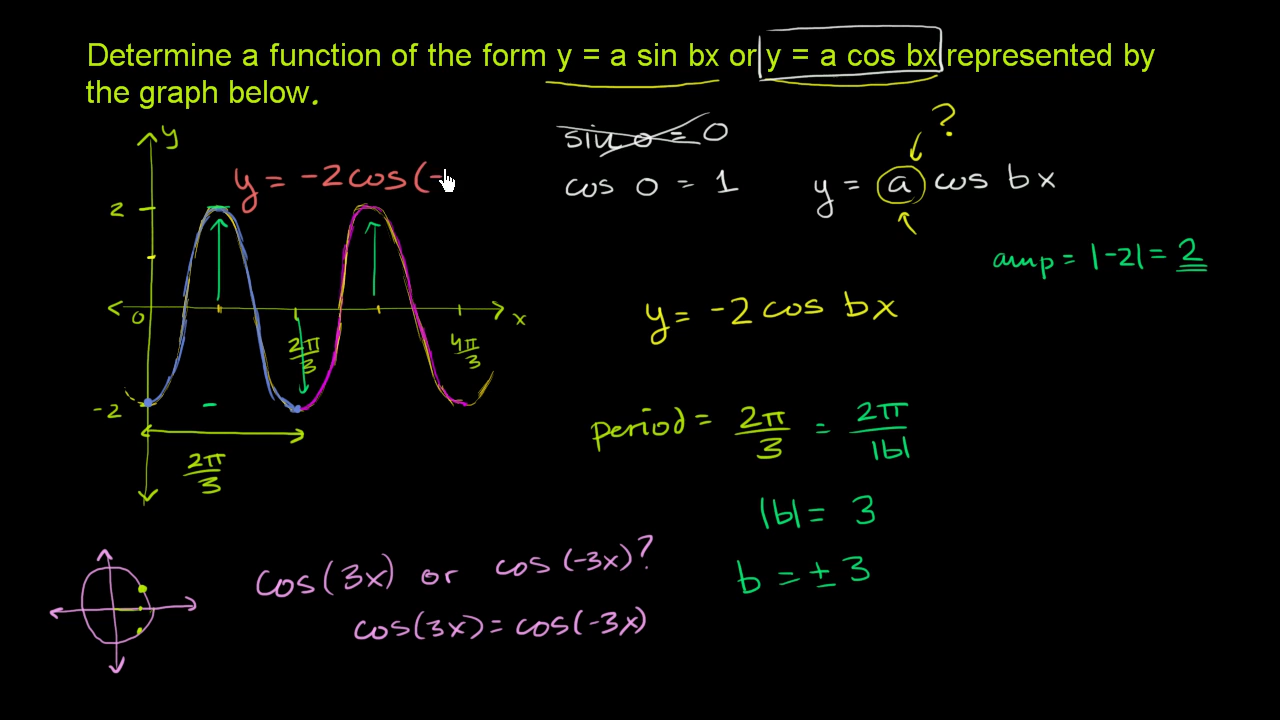 Determine a function of the form y = a sin bx or y = a cos bx represented by
the graph below.
sin 0 = 0
cos 0 = 1
?
y = a cos bx
amp = |-2| = 2
y = -2cos(-
y
2
0
x
2π/3
4π/3
-2
-
2π/3
y = -2 cos bx
period = 2π/3 = 2π/|b|
|b| = 3
b = ± 3
cos(3x) or cos(-3x)?
cos(3x) = cos(-3x)